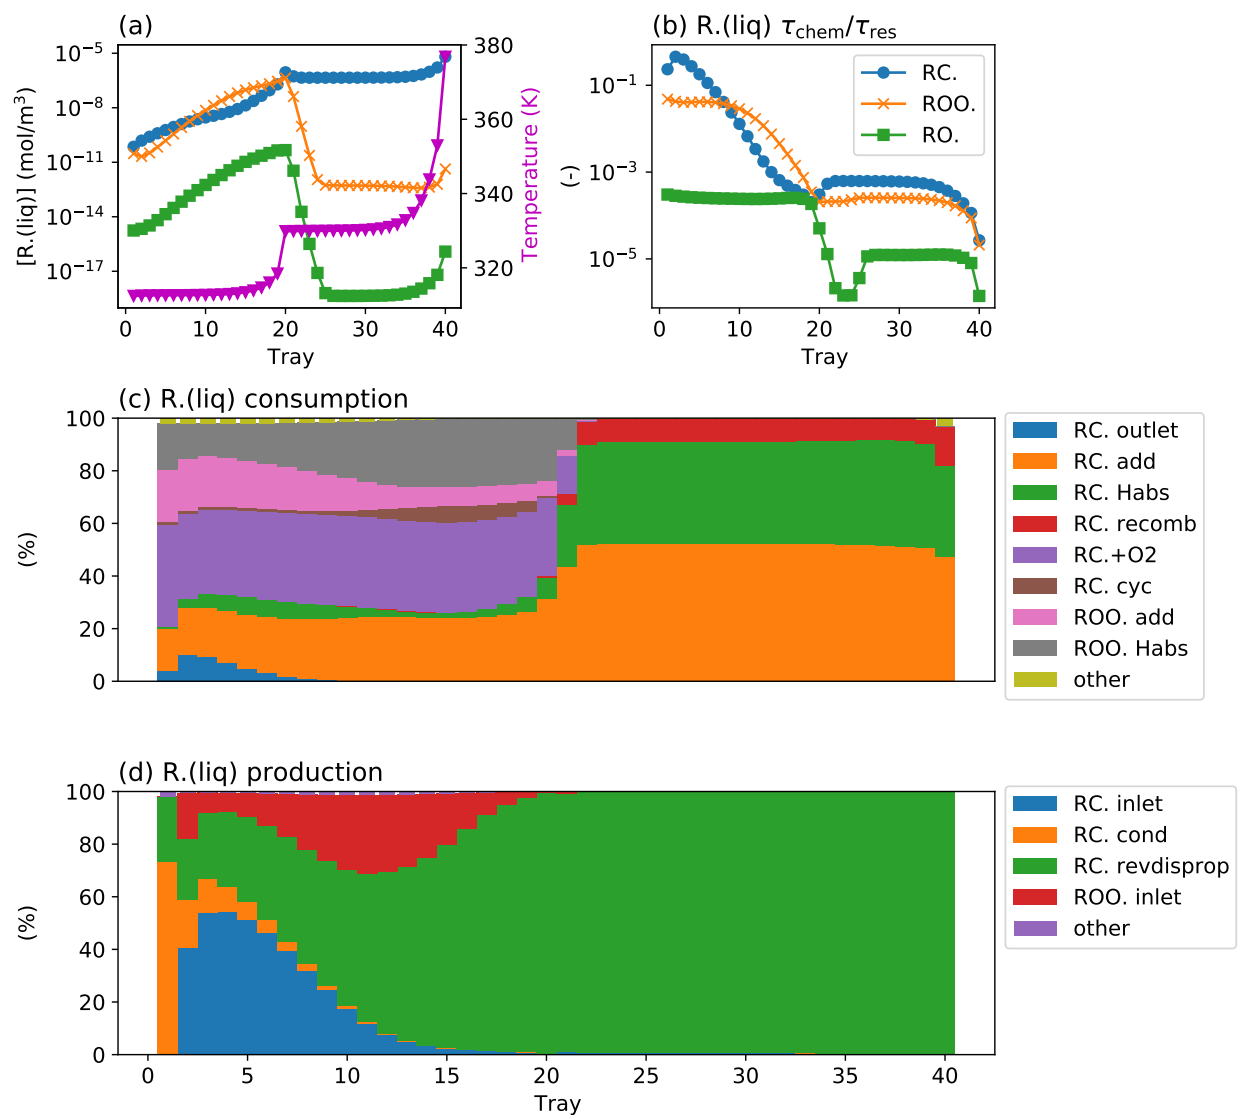 (a)
[R.(liq)] (mol/m³)
10⁻⁵
10⁻⁸
10⁻¹¹
10⁻¹⁴
10⁻¹⁷
380
360
340
320
Temperature (K)
0 10 20 30 40
Tray
(b) R.(liq) τchem/τres
(-)
10⁻¹
10⁻³
10⁻⁵
RC.
ROO.
RO.
0 10 20 30 40
Tray
(c) R.(liq) consumption
(%)
100
80
60
40
20
0
RC. outlet
RC. add
RC. Habs
RC. recomb
RC.+O2
RC. cyc
ROO. add
ROO. Habs
other
(d) R.(liq) production
(%)
100
80
60
40
20
0
RC. inlet
RC. cond
RC. revdisprop
ROO. inlet
other
0 5 10 15 20 25 30 35 40
Tray